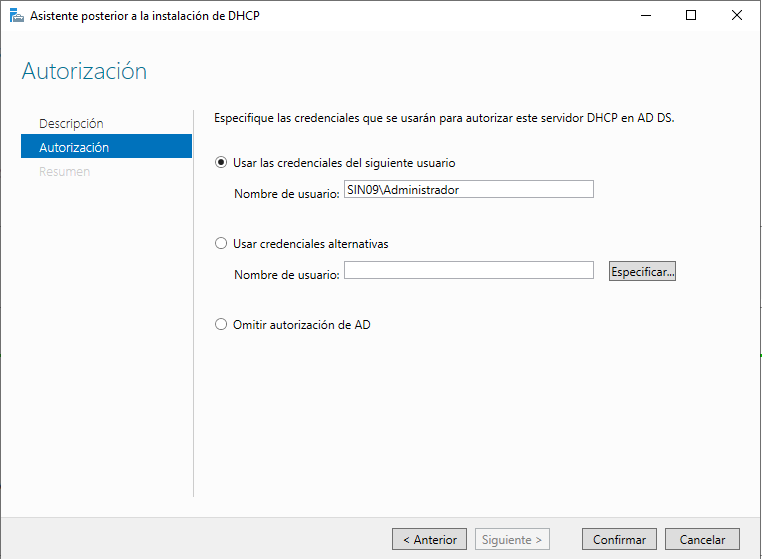 Asistente posterior a la instalación de DHCP
Autorización
Descripción
Autorización
Resumen
Especifique las credenciales que se usarán para autorizar este servidor DHCP en AD DS.
Usar las credenciales del siguiente usuario
Nombre de usuario: SIN09\Administrador
Usar credenciales alternativas
Nombre de usuario: Especificar...
Omitir autorización de AD
< Anterior Siguiente > Confirmar Cancelar